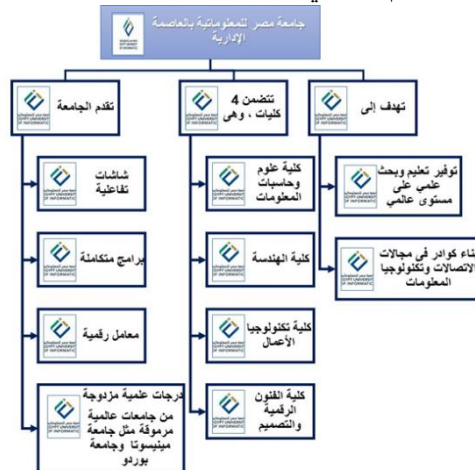 جامعة مصر للمعلوماتية بالعاصمة
الإدارية
تهدف إلى
توفير تعليم وبحث
علمي على
مستوى عالمي
بناء كوادر فى مجالات
الاتصالات وتكنولوجيا
المعلومات
تتضمن 4
كليات ، وهى
كلية علوم
وحاسبات
المعلومات
كلية الهندسة
كلية تكنولوجيا
الأعمال
كلية الفنون
الرقمية
والتصميم
تقدم الجامعة
شاشات
تفاعلية
برامج متكاملة
معامل رقمية
درجات علمية مزدوجة
من جامعات عالمية
مرموقة مثل جامعة
مينيسوتا وجامعة
بوردو